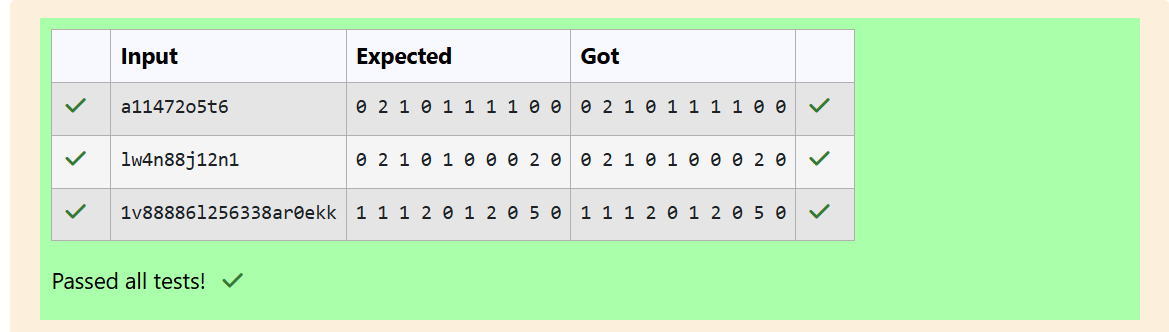 Input Expected Got
a11472o5t6 0 2 1 0 1 1 1 1 0 0 0 2 1 0 1 1 1 1 0 0
lw4n88j12n1 0 2 1 0 1 0 0 0 2 0 0 2 1 0 1 0 0 0 2 0
1v88886l256338ar0ekk 1 1 1 2 0 1 2 0 5 0 1 1 1 2 0 1 2 0 5 0
Passed all tests!